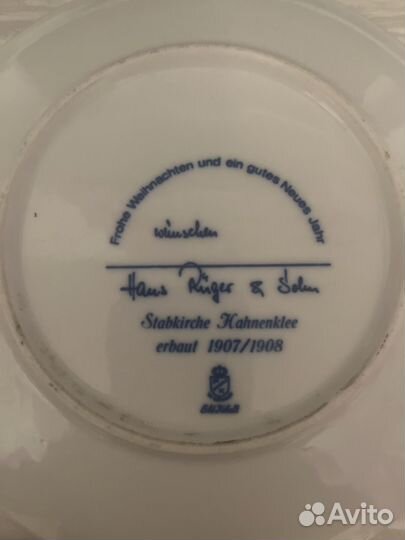 Frohe Weihnachten und ein gutes Neues Jahr
wünschen
Hans Rüger & Sohn
Stabkirche Hahnenklee
erbaut 1907/1908
Avito